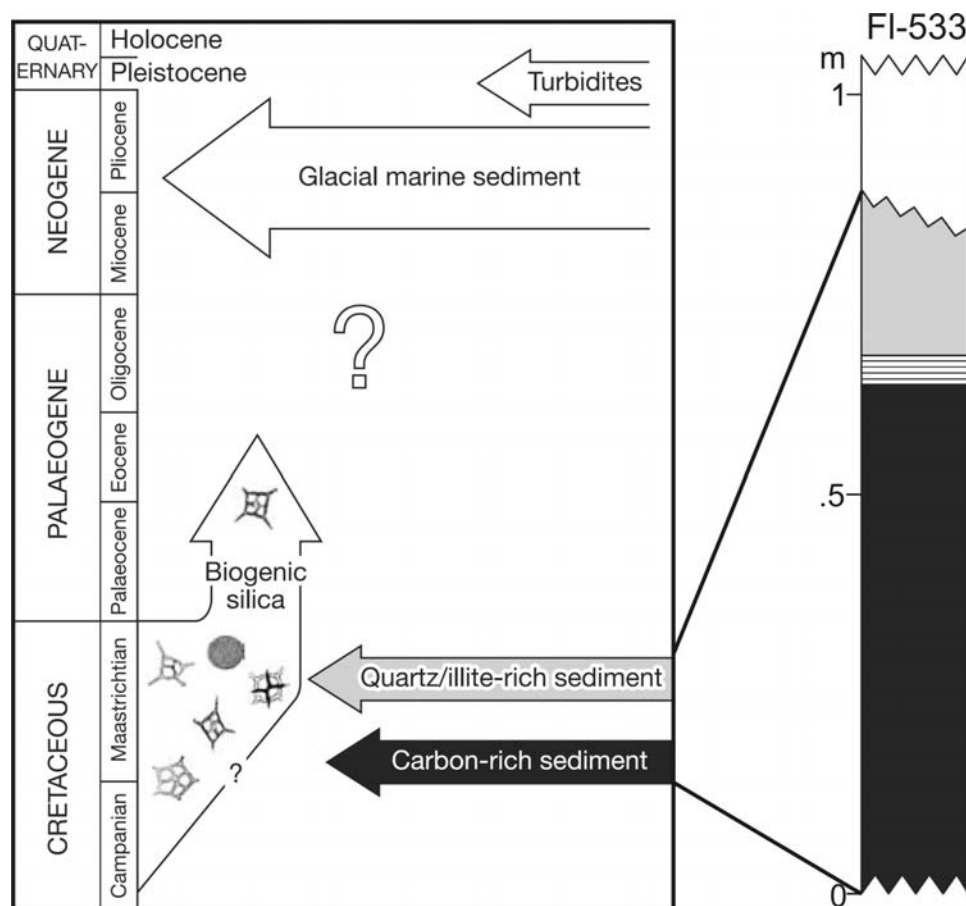 QUAT-
ERNARY
Holocene
Pleistocene
NEOGENE
Pliocene
Miocene
PALAEOGENE
Oligocene
Eocene
Palaeocene
CRETACEOUS
Maastrichtian
Campanian
Turbidites
Glacial marine sediment
?
Biogenic
silica
Quartz/illite-rich sediment
Carbon-rich sediment
?
Fl-533
m
1
.5
0